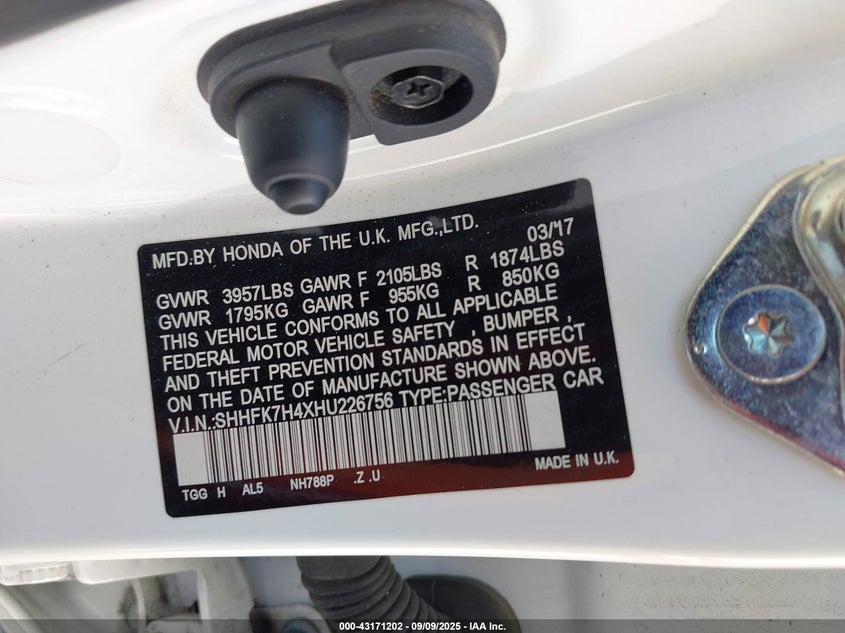 MFD.BY HONDA OF THE U.K. MFG.,LTD. 03/17
GVWR 3957LBS GAWR F 2105LBS R 1874LBS
GVWR 1795KG GAWR F 955KG R 850KG
THIS VEHICLE CONFORMS TO ALL APPLICABLE
FEDERAL MOTOR VEHICLE SAFETY , BUMPER ,
AND THEFT PREVENTION STANDARDS IN EFFECT
ON THE DATE OF MANUFACTURE SHOWN ABOVE.
V.I.N.:SHHFK7H4XHU226756 TYPE:PASSENGER CAR
TGG H AL5 NH788P .Z .U MADE IN U.K.
000-43171202 - 09/09/2025 - IAA Inc.